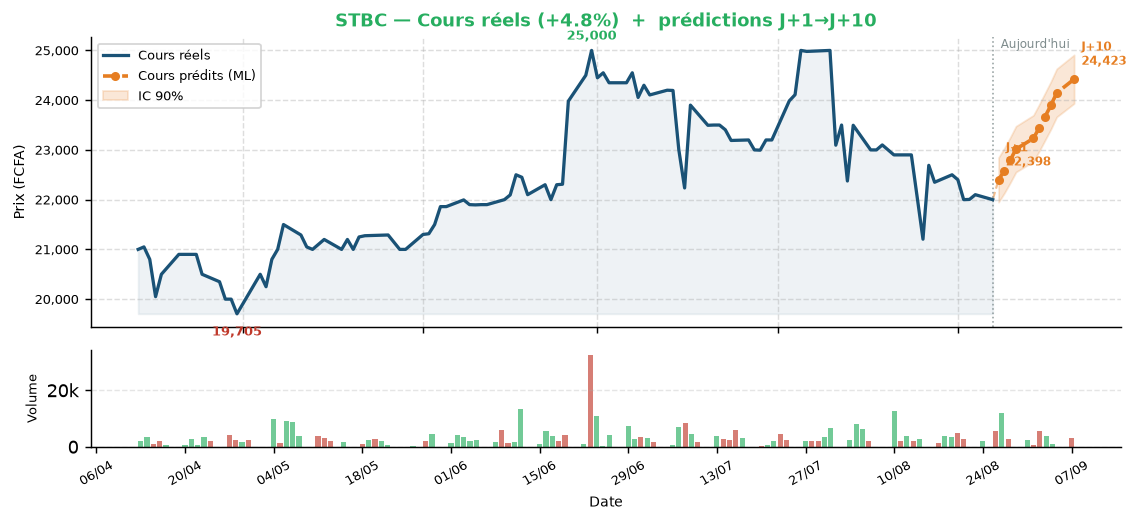 STBC — Cours réels (+4.8%)  +  prédictions J+1→J+10
25,000
Cours réels
Cours prédits (ML)
IC 90%
Aujourd'hui
J+10
24,423
J+1
22,398
19,705
Prix (FCFA)
25,000
24,000
23,000
22,000
21,000
20,000
Volume
20k
0
06/04
20/04
04/05
18/05
01/06
15/06
29/06
13/07
27/07
10/08
24/08
07/09
Date